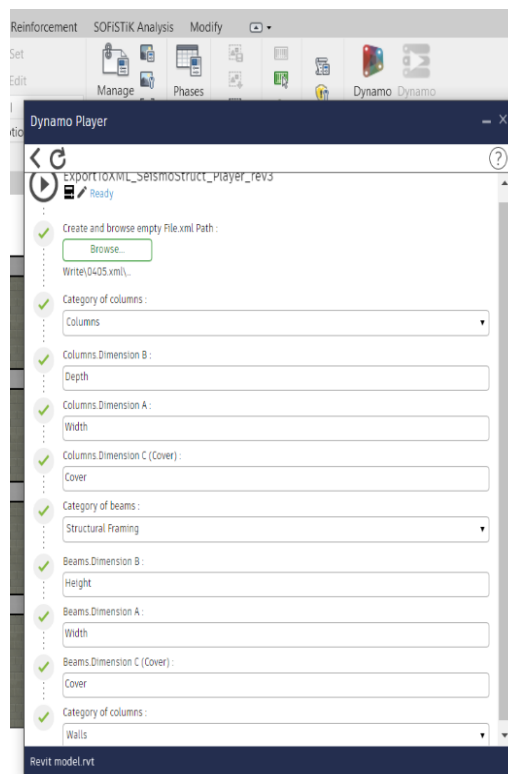 Reinforcement SOFiSTiK Analysis Modify
Set
Edit
Manage Phases Dynamo Dynamo
Dynamo Player
ExportToXML_SeismoStruct_Player_rev3
Ready
Create and browse empty File.xml Path :
Browse...
Write\0405.xml\..
Category of columns :
Columns
Columns.Dimension B :
Depth
Columns.Dimension A :
Width
Columns.Dimension C (Cover) :
Cover
Category of beams :
Structural Framing
Beams.Dimension B :
Height
Beams.Dimension A :
Width
Beams.Dimension C (Cover) :
Cover
Category of columns :
Walls
Revit model.rvt